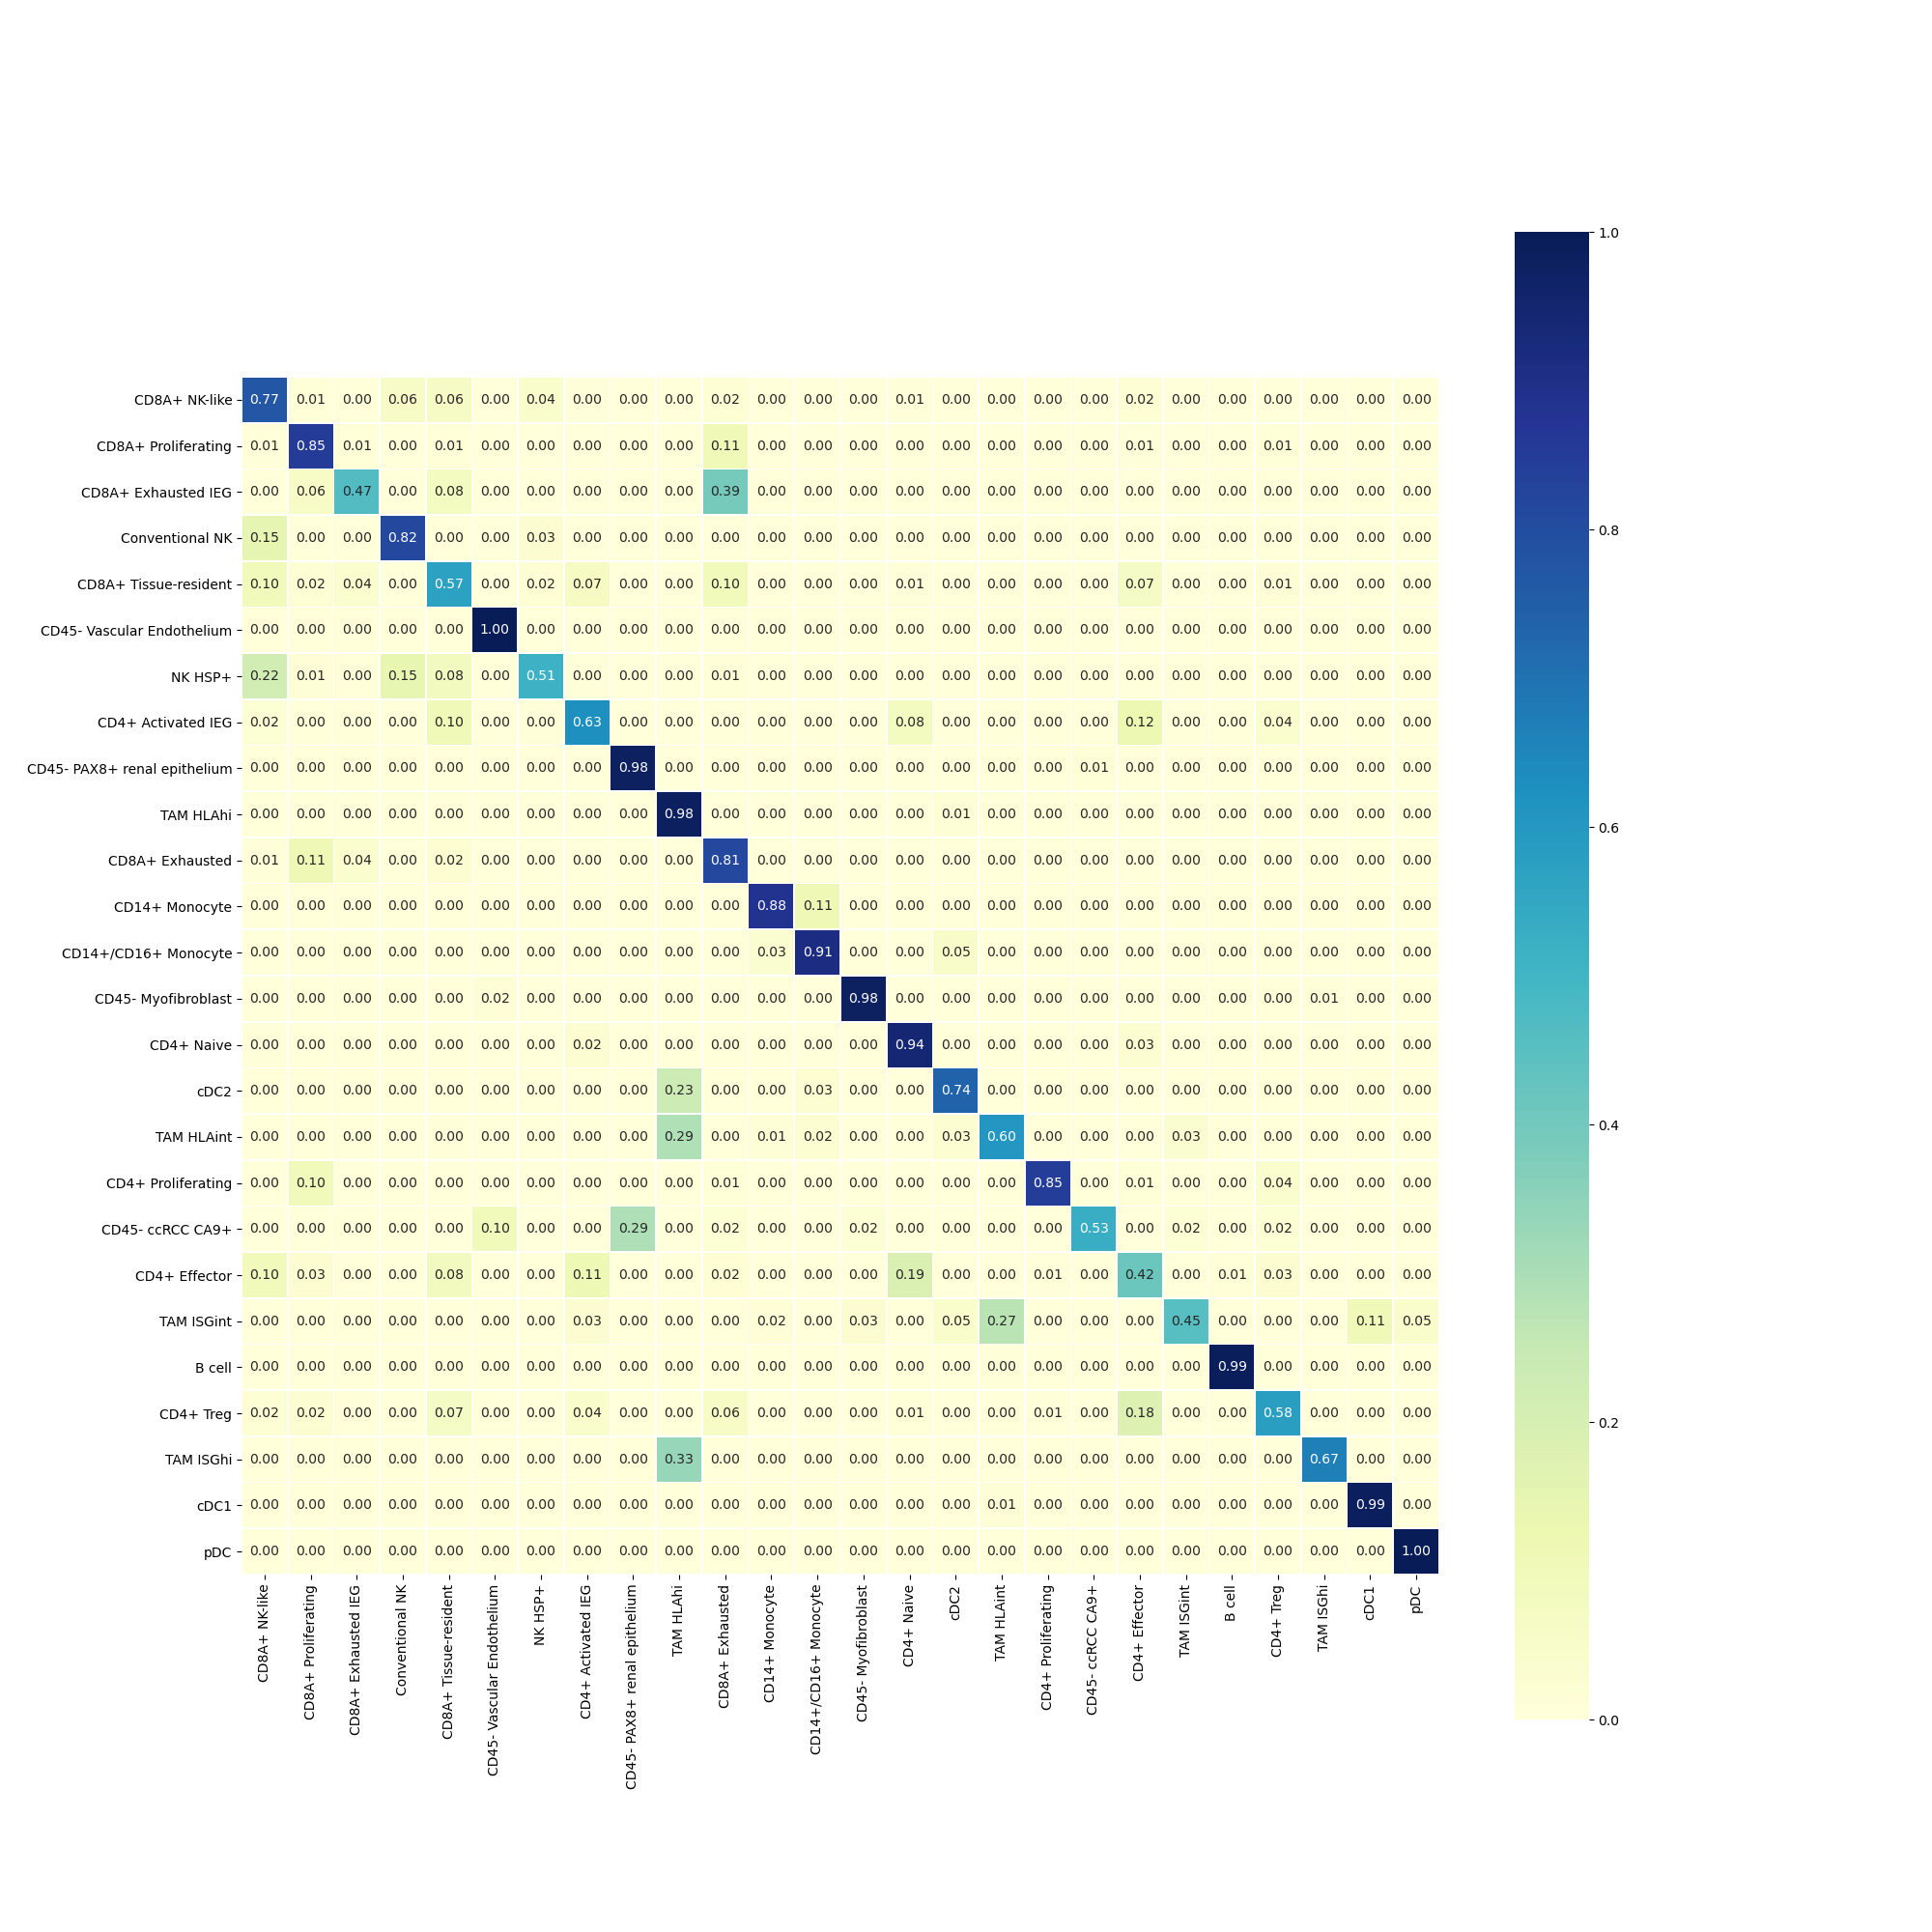 1.0
CD8A+ NK-like 0.77 0.01 0.00 0.06 0.06 0.00 0.04 0.00 0.00 0.00 0.02 0.00 0.00 0.00 0.01 0.00 0.00 0.00 0.00 0.02 0.00 0.00 0.00 0.00 0.00 0.00
CD8A+ Proliferating 0.01 0.85 0.01 0.00 0.01 0.00 0.00 0.00 0.00 0.00 0.11 0.00 0.00 0.00 0.00 0.00 0.00 0.00 0.00 0.01 0.00 0.00 0.01 0.00 0.00 0.00
CD8A+ Exhausted IEG 0.00 0.06 0.47 0.00 0.08 0.00 0.00 0.00 0.00 0.00 0.39 0.00 0.00 0.00 0.00 0.00 0.00 0.00 0.00 0.00 0.00 0.00 0.00 0.00 0.00 0.00
0.8
Conventional NK 0.15 0.00 0.00 0.82 0.00 0.00 0.03 0.00 0.00 0.00 0.00 0.00 0.00 0.00 0.00 0.00 0.00 0.00 0.00 0.00 0.00 0.00 0.00 0.00 0.00 0.00
CD8A+ Tissue-resident 0.10 0.02 0.04 0.00 0.57 0.00 0.02 0.07 0.00 0.00 0.10 0.00 0.00 0.00 0.01 0.00 0.00 0.00 0.00 0.07 0.00 0.00 0.01 0.00 0.00 0.00
CD45- Vascular Endothelium 0.00 0.00 0.00 0.00 0.00 1.00 0.00 0.00 0.00 0.00 0.00 0.00 0.00 0.00 0.00 0.00 0.00 0.00 0.00 0.00 0.00 0.00 0.00 0.00 0.00 0.00
NK HSP+ 0.22 0.01 0.00 0.15 0.08 0.00 0.51 0.00 0.00 0.00 0.01 0.00 0.00 0.00 0.00 0.00 0.00 0.00 0.00 0.00 0.00 0.00 0.00 0.00 0.00 0.00
CD4+ Activated IEG 0.02 0.00 0.00 0.00 0.10 0.00 0.00 0.63 0.00 0.00 0.00 0.00 0.00 0.00 0.08 0.00 0.00 0.00 0.00 0.12 0.00 0.00 0.04 0.00 0.00 0.00
CD45- PAX8+ renal epithelium 0.00 0.00 0.00 0.00 0.00 0.00 0.00 0.00 0.98 0.00 0.00 0.00 0.00 0.00 0.00 0.00 0.00 0.00 0.01 0.00 0.00 0.00 0.00 0.00 0.00 0.00
TAM HLAhi 0.00 0.00 0.00 0.00 0.00 0.00 0.00 0.00 0.00 0.98 0.00 0.00 0.00 0.00 0.00 0.01 0.00 0.00 0.00 0.00 0.00 0.00 0.00 0.00 0.00 0.00
0.6
CD8A+ Exhausted 0.01 0.11 0.04 0.00 0.02 0.00 0.00 0.00 0.00 0.00 0.81 0.00 0.00 0.00 0.00 0.00 0.00 0.00 0.00 0.00 0.00 0.00 0.00 0.00 0.00 0.00
CD14+ Monocyte 0.00 0.00 0.00 0.00 0.00 0.00 0.00 0.00 0.00 0.00 0.00 0.88 0.11 0.00 0.00 0.00 0.00 0.00 0.00 0.00 0.00 0.00 0.00 0.00 0.00 0.00
CD14+/CD16+ Monocyte 0.00 0.00 0.00 0.00 0.00 0.00 0.00 0.00 0.00 0.00 0.00 0.03 0.91 0.00 0.00 0.05 0.00 0.00 0.00 0.00 0.00 0.00 0.00 0.00 0.00 0.00
CD45- Myofibroblast 0.00 0.00 0.00 0.00 0.00 0.02 0.00 0.00 0.00 0.00 0.00 0.00 0.00 0.98 0.00 0.00 0.00 0.00 0.00 0.00 0.00 0.00 0.00 0.01 0.00 0.00
CD4+ Naive 0.00 0.00 0.00 0.00 0.00 0.00 0.00 0.02 0.00 0.00 0.00 0.00 0.00 0.00 0.94 0.00 0.00 0.00 0.00 0.03 0.00 0.00 0.00 0.00 0.00 0.00
cDC2 0.00 0.00 0.00 0.00 0.00 0.00 0.00 0.00 0.00 0.23 0.00 0.00 0.03 0.00 0.00 0.74 0.00 0.00 0.00 0.00 0.00 0.00 0.00 0.00 0.00 0.00
0.4
TAM HLAint 0.00 0.00 0.00 0.00 0.00 0.00 0.00 0.00 0.00 0.29 0.00 0.01 0.02 0.00 0.00 0.03 0.60 0.00 0.00 0.00 0.03 0.00 0.00 0.00 0.00 0.00
CD4+ Proliferating 0.00 0.10 0.00 0.00 0.00 0.00 0.00 0.00 0.00 0.00 0.01 0.00 0.00 0.00 0.00 0.00 0.00 0.85 0.00 0.01 0.00 0.00 0.04 0.00 0.00 0.00
CD45- ccRCC CA9+ 0.00 0.00 0.00 0.00 0.00 0.10 0.00 0.00 0.29 0.00 0.02 0.00 0.00 0.02 0.00 0.00 0.00 0.00 0.53 0.00 0.02 0.00 0.02 0.00 0.00 0.00
CD4+ Effector 0.10 0.03 0.00 0.00 0.08 0.00 0.00 0.11 0.00 0.00 0.02 0.00 0.00 0.00 0.19 0.00 0.00 0.01 0.00 0.42 0.00 0.01 0.03 0.00 0.00 0.00
TAM ISGint 0.00 0.00 0.00 0.00 0.00 0.00 0.00 0.03 0.00 0.00 0.00 0.02 0.00 0.03 0.00 0.05 0.27 0.00 0.00 0.00 0.45 0.00 0.00 0.00 0.11 0.05
B cell 0.00 0.00 0.00 0.00 0.00 0.00 0.00 0.00 0.00 0.00 0.00 0.00 0.00 0.00 0.00 0.00 0.00 0.00 0.00 0.00 0.00 0.99 0.00 0.00 0.00 0.00
0.2
CD4+ Treg 0.02 0.02 0.00 0.00 0.07 0.00 0.00 0.04 0.00 0.00 0.06 0.00 0.00 0.00 0.01 0.00 0.00 0.01 0.00 0.18 0.00 0.00 0.58 0.00 0.00 0.00
TAM ISGhi 0.00 0.00 0.00 0.00 0.00 0.00 0.00 0.00 0.00 0.33 0.00 0.00 0.00 0.00 0.00 0.00 0.00 0.00 0.00 0.00 0.00 0.00 0.00 0.67 0.00 0.00
cDC1 0.00 0.00 0.00 0.00 0.00 0.00 0.00 0.00 0.00 0.00 0.00 0.00 0.00 0.00 0.00 0.00 0.01 0.00 0.00 0.00 0.00 0.00 0.00 0.00 0.99 0.00
pDC 0.00 0.00 0.00 0.00 0.00 0.00 0.00 0.00 0.00 0.00 0.00 0.00 0.00 0.00 0.00 0.00 0.00 0.00 0.00 0.00 0.00 0.00 0.00 0.00 0.00 1.00
0.0
CD8A+ NK-like
CD8A+ Proliferating
CD8A+ Exhausted IEG
Conventional NK
CD8A+ Tissue-resident
CD45- Vascular Endothelium
NK HSP+
CD4+ Activated IEG
CD45- PAX8+ renal epithelium
TAM HLAhi
CD8A+ Exhausted
CD14+ Monocyte
CD14+/CD16+ Monocyte
CD45- Myofibroblast
CD4+ Naive
cDC2
TAM HLAint
CD4+ Proliferating
CD45- ccRCC CA9+
CD4+ Effector
TAM ISGint
B cell
CD4+ Treg
TAM ISGhi
cDC1
pDC